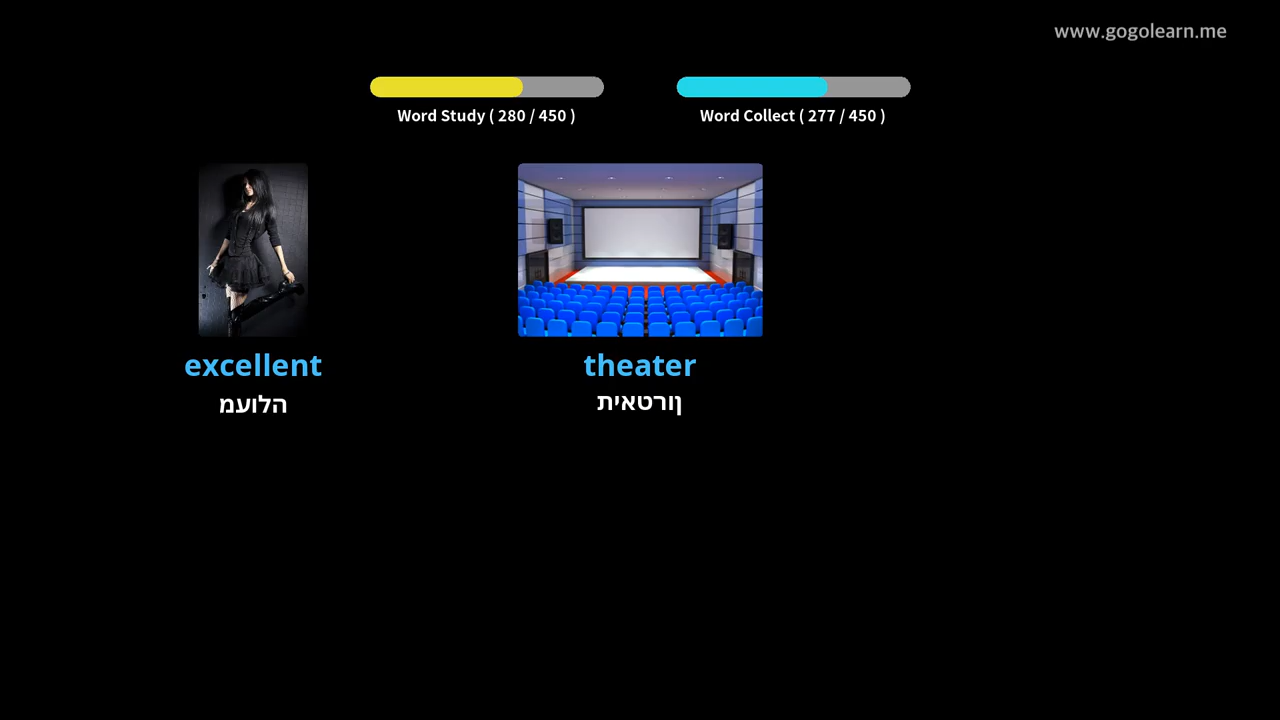 www.gogolearn.me
Word Study ( 280 / 450 )
Word Collect ( 277 / 450 )
excellent
הלועמ
theater
ןורטאית